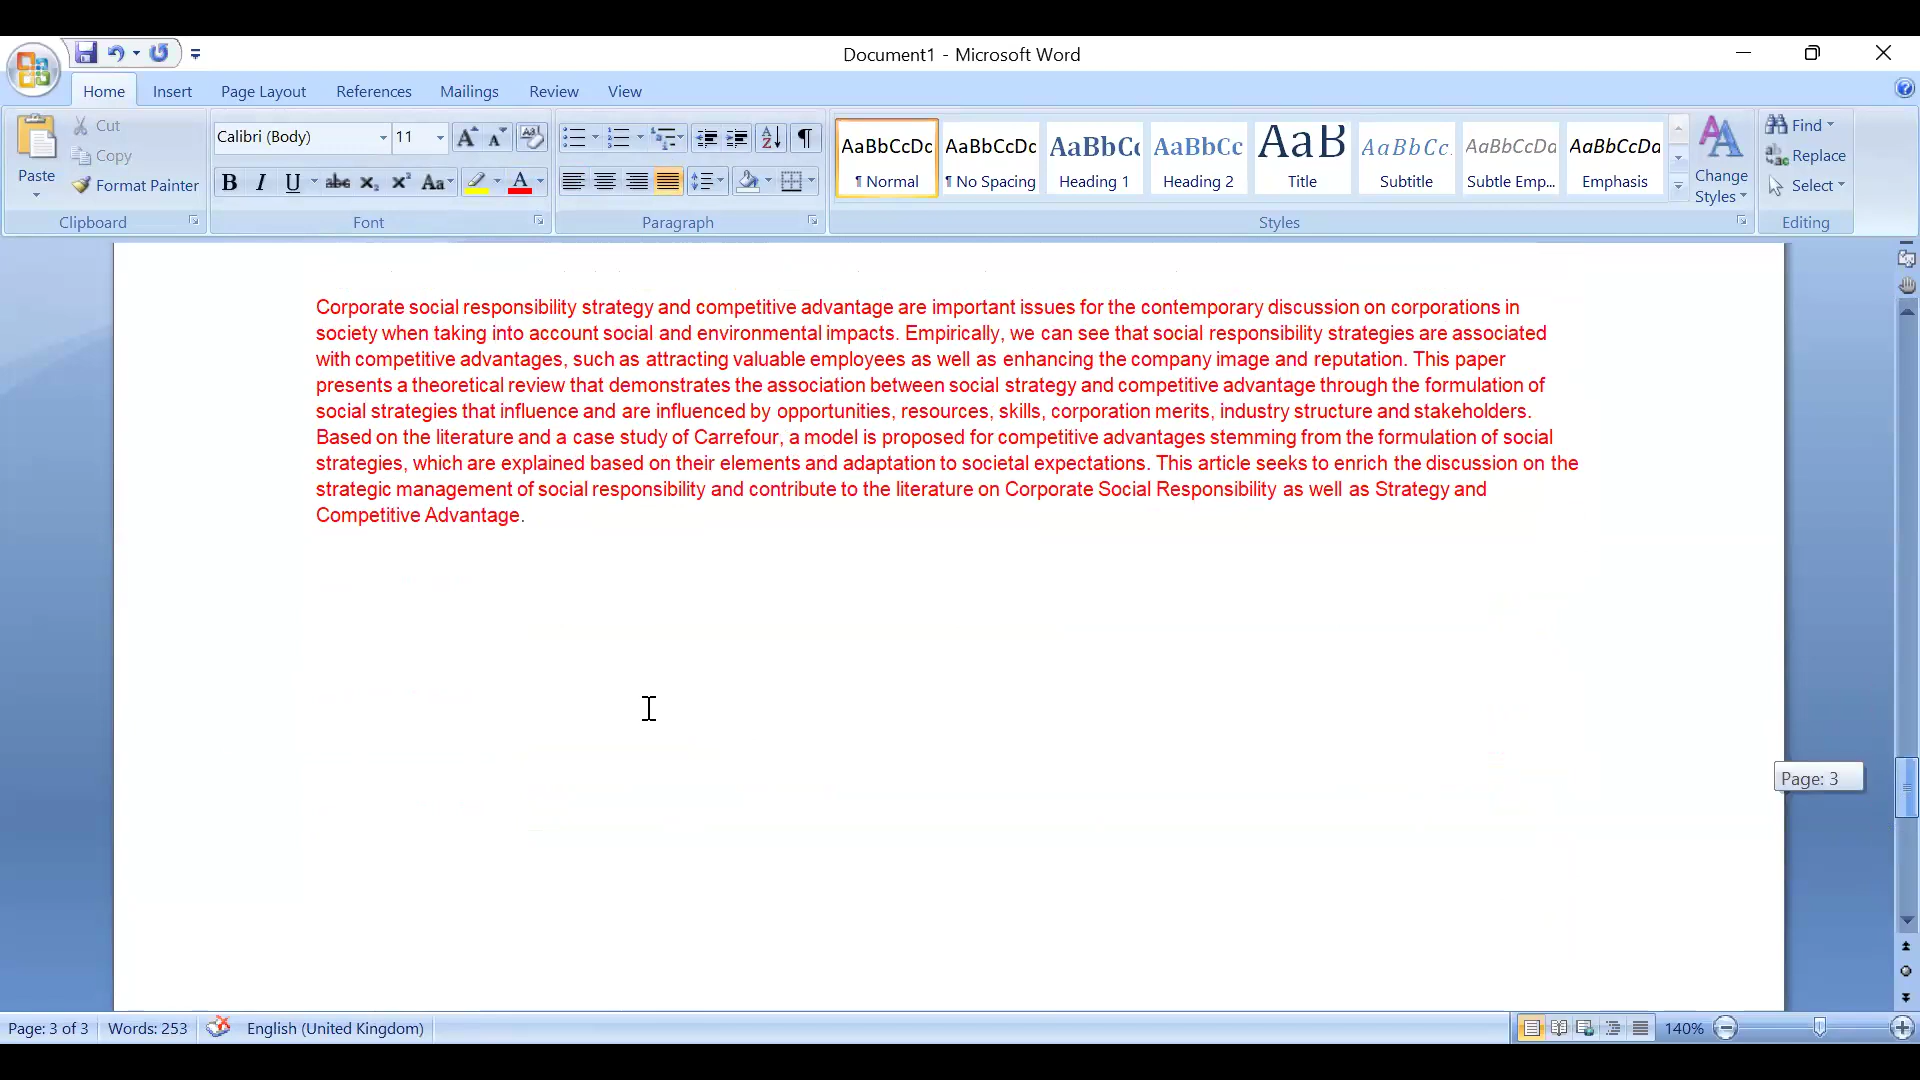 Document1 - Microsoft Word
Home Insert Page Layout References Mailings Review View
Paste
Cut
Copy
Format Painter
Clipboard
Calibri (Body) 11
B I U abc x₂ x² Aa A
Font
Paragraph
AaBbCcDc AaBbCcDc AaBbC AaBbCc AaB AaBbCc. AaBbCcDa AaBbCcDa
¶ Normal ¶ No Spacing Heading 1 Heading 2 Title Subtitle Subtle Emp... Emphasis
Change
Styles
Styles
Find
Replace
Select
Editing
Corporate social responsibility strategy and competitive advantage are important issues for the contemporary discussion on corporations in
society when taking into account social and environmental impacts. Empirically, we can see that social responsibility strategies are associated
with competitive advantages, such as attracting valuable employees as well as enhancing the company image and reputation. This paper
presents a theoretical review that demonstrates the association between social strategy and competitive advantage through the formulation of
social strategies that influence and are influenced by opportunities, resources, skills, corporation merits, industry structure and stakeholders.
Based on the literature and a case study of Carrefour, a model is proposed for competitive advantages stemming from the formulation of social
strategies, which are explained based on their elements and adaptation to societal expectations. This article seeks to enrich the discussion on the
strategic management of social responsibility and contribute to the literature on Corporate Social Responsibility as well as Strategy and
Competitive Advantage.
Page: 3
Page: 3 of 3 Words: 253 English (United Kingdom) 140%